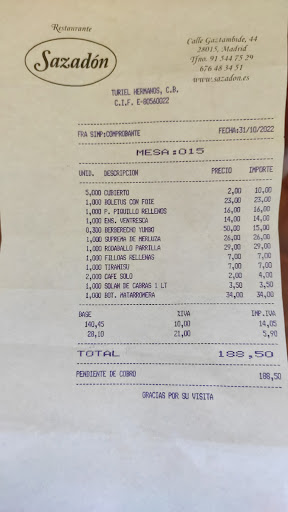 Restaurante
Sazadón
Calle Gaztambide, 44
28015, Madrid
Tfno. 91 544 75 29
676 48 34 51
www.sazadon.es
TURIEL HERMANOS, C.B.
C.I.F. E-80560022
FRA SIMP:COMPROBANTE FECHA:31/10/2022
MESA:015
UNID. DESCRIPCION PRECIO IMPORTE
5,000 CUBIERTO 2,00 10,00
1,000 BOLETUS CON FOIE 23,00 23,00
1,000 P. PIQUILLO RELLENOS 16,00 16,00
1,000 ENS. VENTRESCA 14,00 14,00
0,300 BERBERECHO YUMBO 50,00 15,00
1,000 SUPREMA DE MERLUZA 26,00 26,00
1,000 RODABALLO PARRILLA 29,00 29,00
1,000 FILLOAS RELLENAS 7,00 7,00
1,000 TIRAMISU 7,00 7,00
2,000 CAFE SOLO 2,00 4,00
1,000 SOLAN DE CABRAS 1 LT 3,50 3,50
1,000 BOT. MATARROMERA 34,00 34,00
BASE %IVA IMP.IVA
140,45 10,00 14,05
28,10 21,00 5,90
TOTAL 188,50
PENDIENTE DE COBRO 188,50
GRACIAS POR SU VISITA